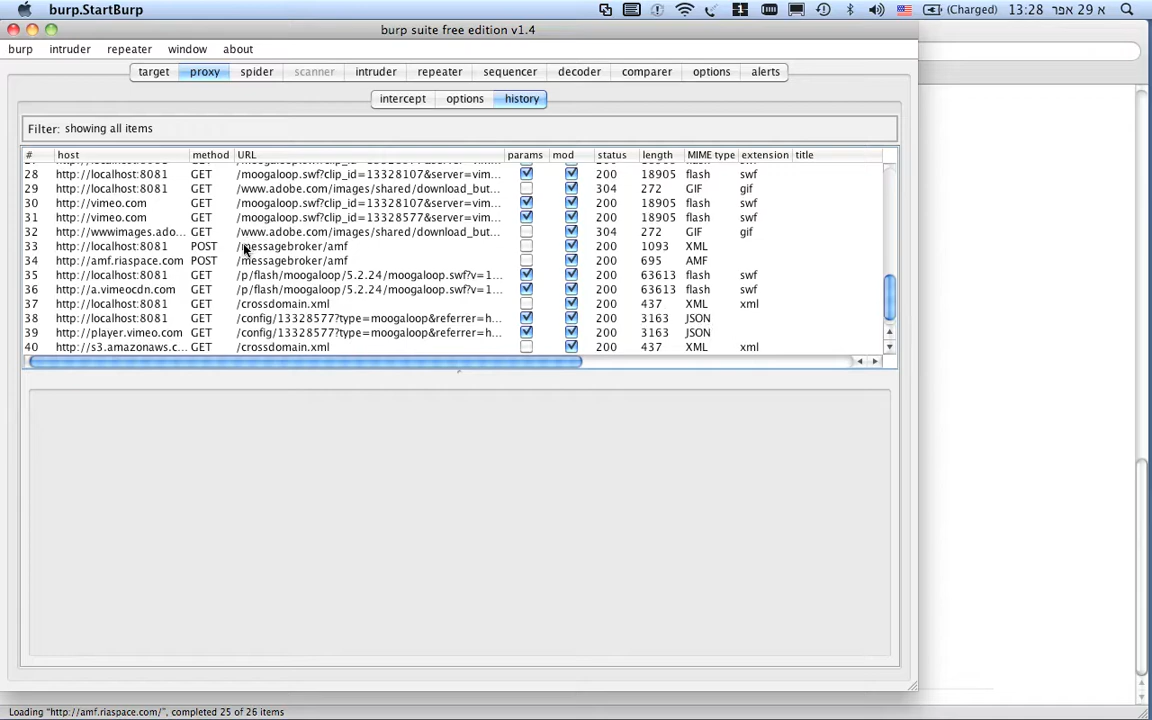 burp.StartBurp (Charged) 13:28 א 29 אפר
burp suite free edition v1.4
burp intruder repeater window about
target proxy spider scanner intruder repeater sequencer decoder comparer options alerts
intercept options history
Filter: showing all items
# host method URL params mod status length MIME type extension title
28 http://localhost:8081 GET /moogaloop.swf?clip_id=13328107&server=vim... 200 18905 flash swf
29 http://localhost:8081 GET /www.adobe.com/images/shared/download_but... 304 272 GIF gif
30 http://vimeo.com GET /moogaloop.swf?clip_id=13328107&server=vim... 200 18905 flash swf
31 http://vimeo.com GET /moogaloop.swf?clip_id=13328577&server=vim... 200 18905 flash swf
32 http://wwwimages.ado... GET /www.adobe.com/images/shared/download_but... 304 272 GIF gif
33 http://localhost:8081 POST /messagebroker/amf 200 1093 XML
34 http://amf.riaspace.com POST /messagebroker/amf 200 695 AMF
35 http://localhost:8081 GET /p/flash/moogaloop/5.2.24/moogaloop.swf?v=1... 200 63613 flash swf
36 http://a.vimeocdn.com GET /p/flash/moogaloop/5.2.24/moogaloop.swf?v=1... 200 63613 flash swf
37 http://localhost:8081 GET /crossdomain.xml 200 437 XML xml
38 http://localhost:8081 GET /config/13328577?type=moogaloop&referrer=h... 200 3163 JSON
39 http://player.vimeo.com GET /config/13328577?type=moogaloop&referrer=h... 200 3163 JSON
40 http://s3.amazonaws.c... GET /crossdomain.xml 200 437 XML xml
Loading "http://amf.riaspace.com/", completed 25 of 26 items